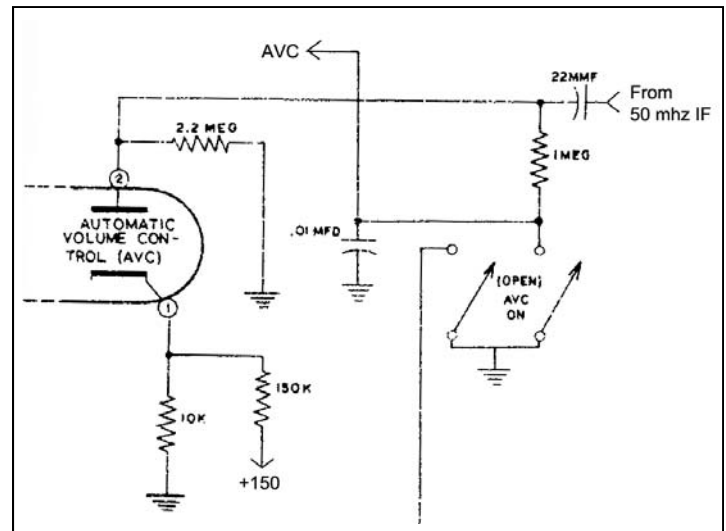 AVC
22MMF
From
50 mhz IF
2.2 MEG
1MEG
2
AUTOMATIC
VOLUME CON-
TROL (AVC)
.01 MFD
(OPEN)
AVC
ON
1
10K
150K
+150